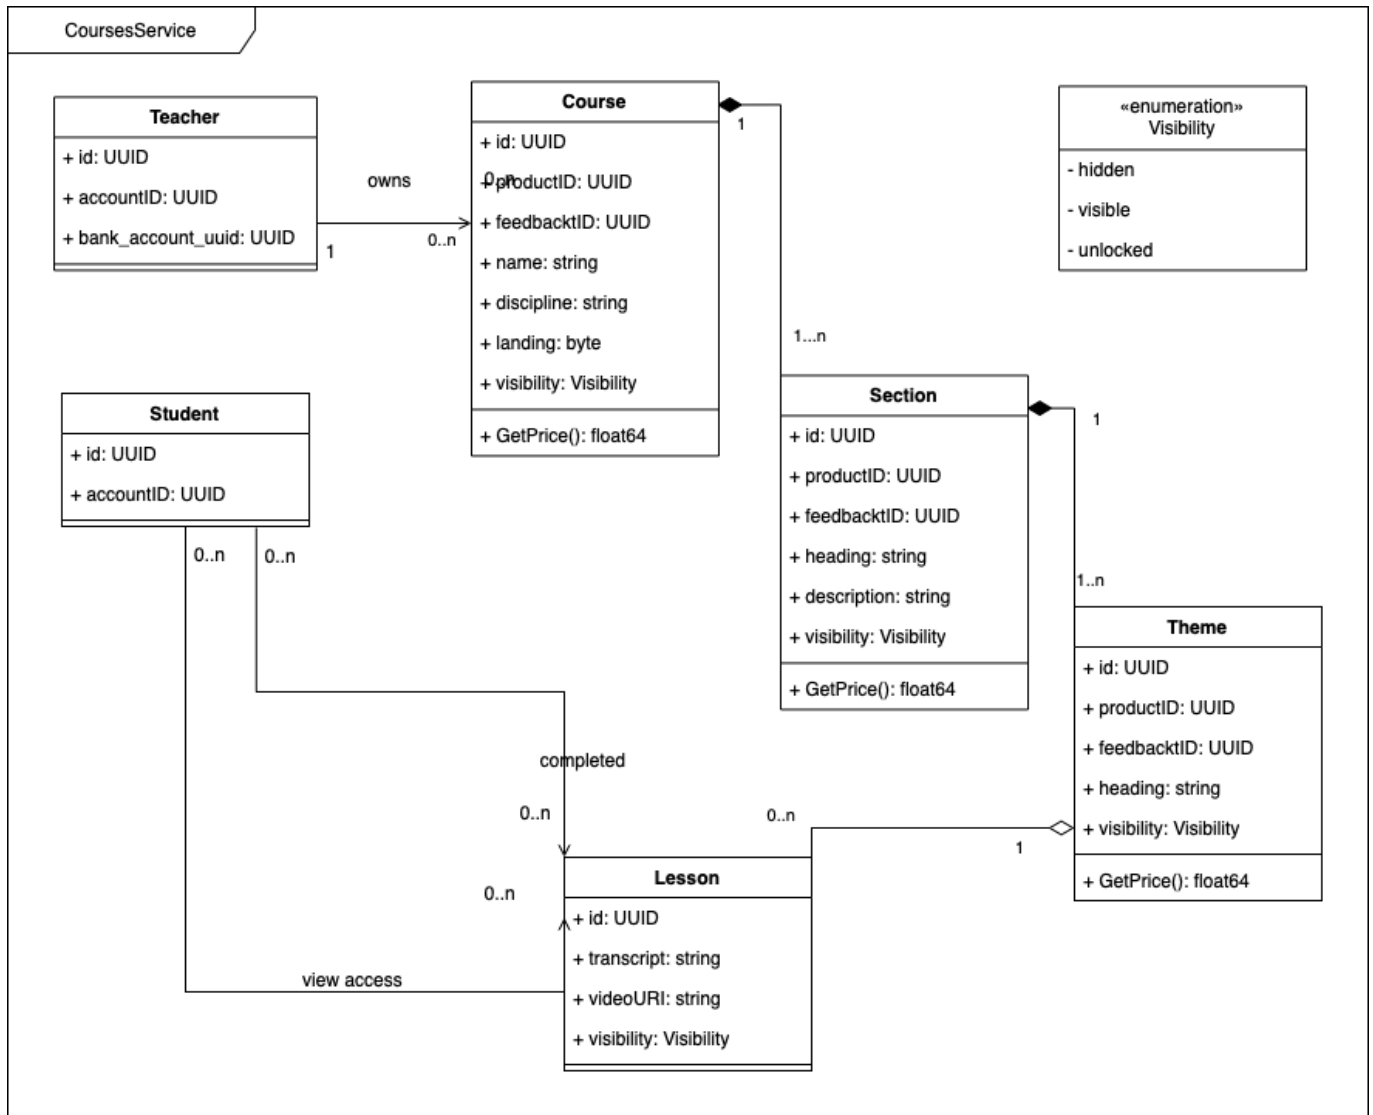 CoursesService
Teacher
+ id: UUID
+ accountID: UUID
+ bank_account_uuid: UUID
owns
1
0..n
Course
+ id: UUID
0..n
+ productID: UUID
+ feedbacktID: UUID
+ name: string
+ discipline: string
+ landing: byte
+ visibility: Visibility
+ GetPrice(): float64
1
1...n
«enumeration»
Visibility
- hidden
- visible
- unlocked
Student
+ id: UUID
+ accountID: UUID
0..n
0..n
Section
+ id: UUID
+ productID: UUID
+ feedbacktID: UUID
+ heading: string
+ description: string
+ visibility: Visibility
+ GetPrice(): float64
1
1..n
Theme
+ id: UUID
+ productID: UUID
+ feedbacktID: UUID
+ heading: string
+ visibility: Visibility
+ GetPrice(): float64
completed
0..n
0..n
1
0..n
view access
Lesson
+ id: UUID
+ transcript: string
+ videoURI: string
+ visibility: Visibility